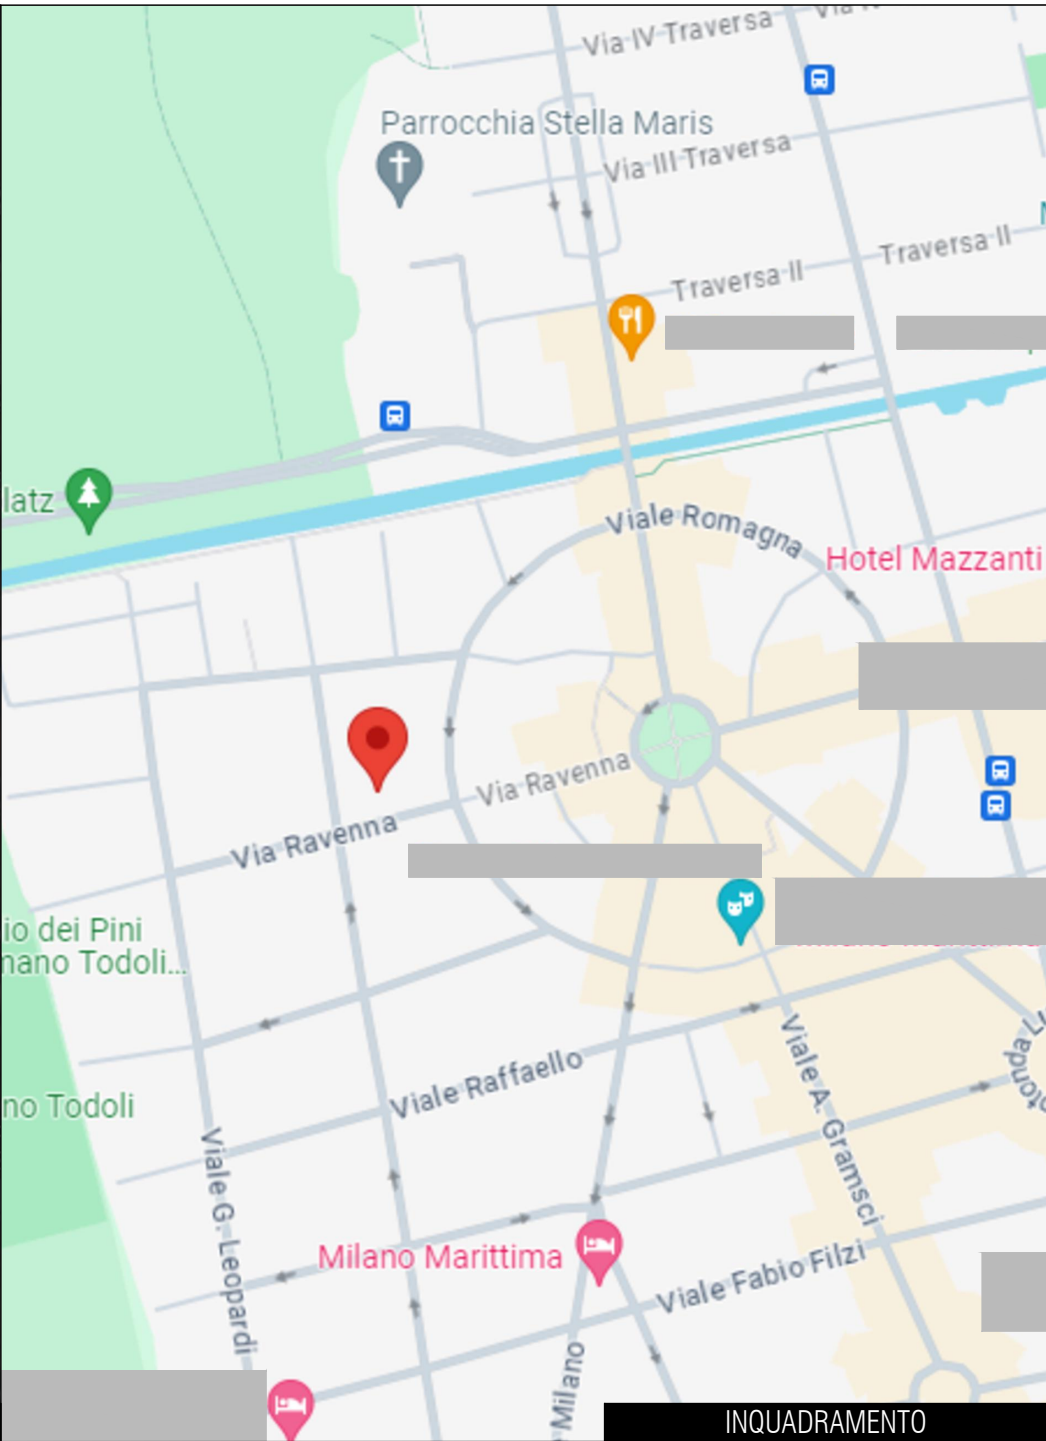 Via IV Traversa
Parrocchia Stella Maris
Via III Traversa
Traversa II
Traversa II
latz
Viale Romagna
Hotel Mazzanti
Via Ravenna
Via Ravenna
io dei Pini
mano Todoli...
no Todoli
Viale Raffaello
Viale A. Gramsci
Viale G. Leopardi
Milano Marittima
Viale Fabio Filzi
Milano
INQUADRAMENTO